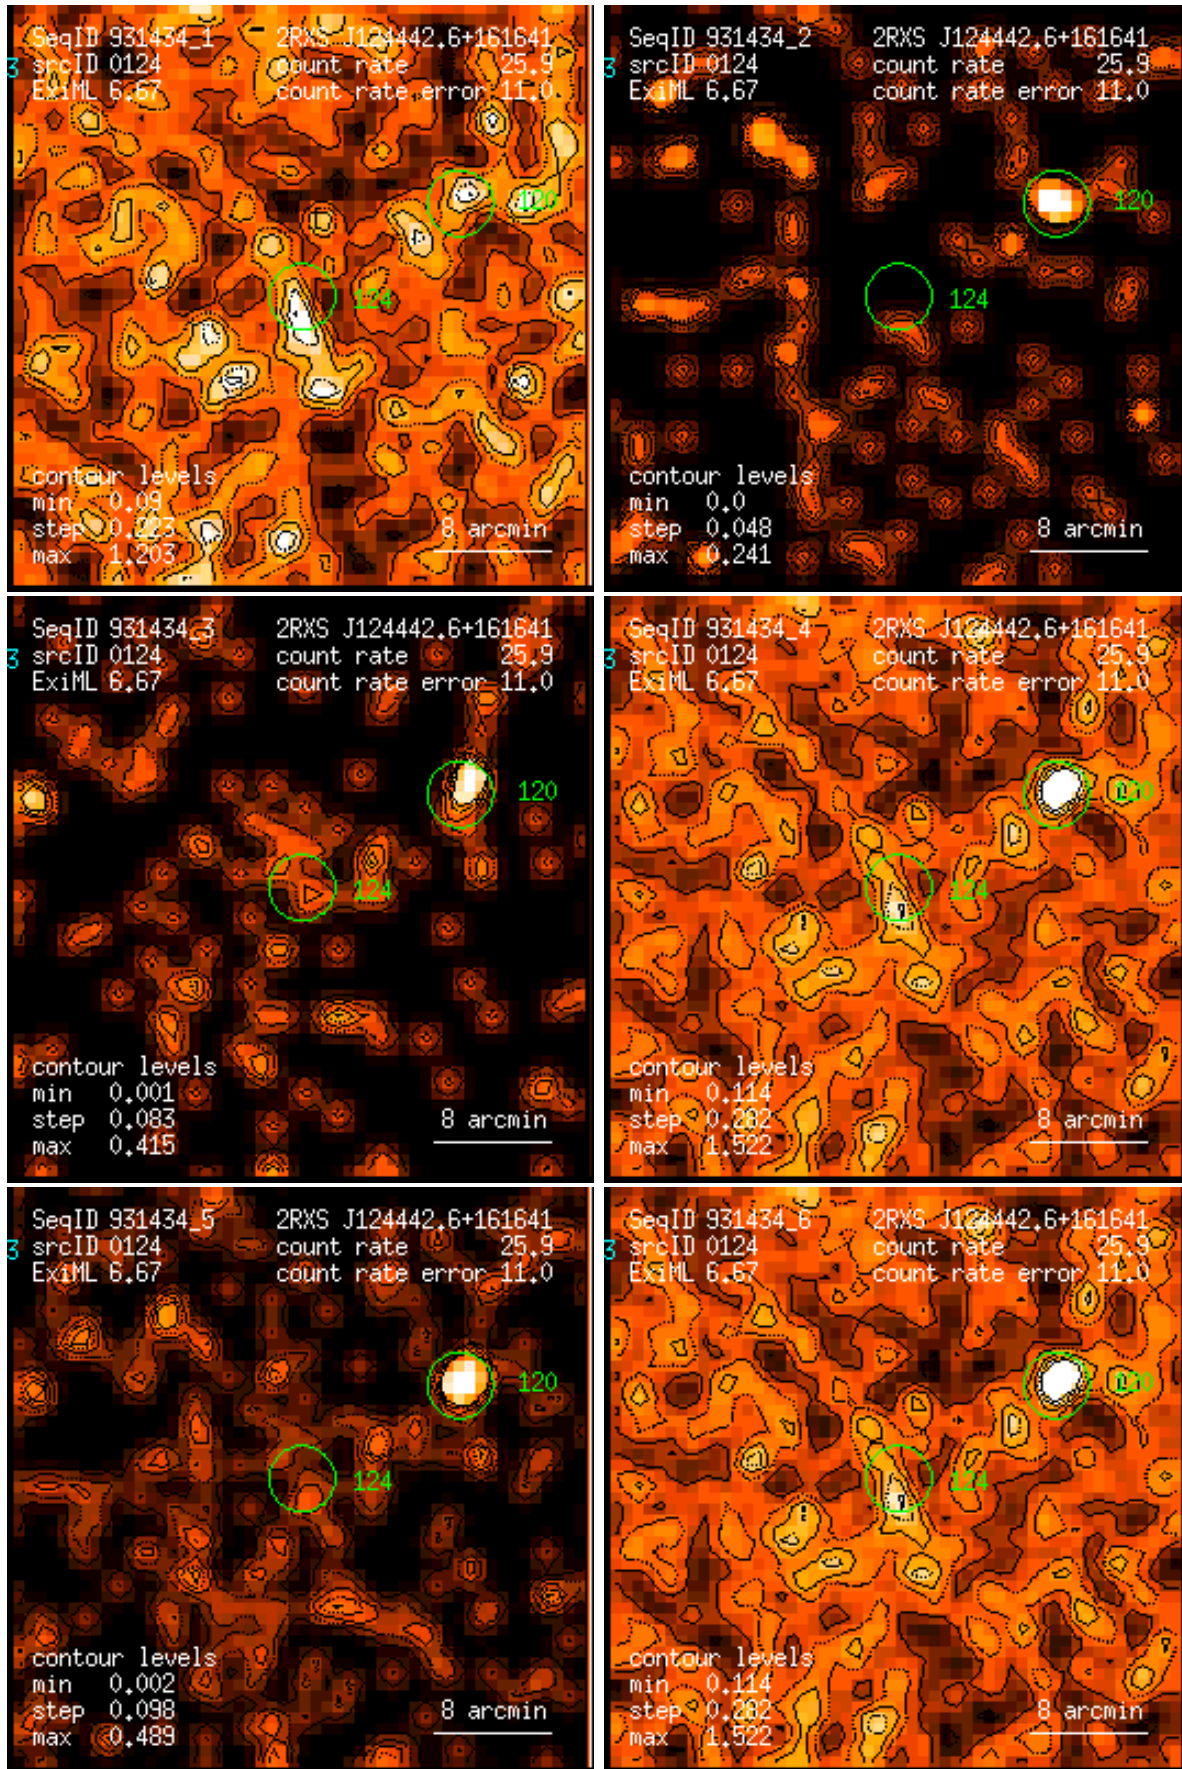 SeqID 931434_1 2RXS J124442.6+161641
srcID 0124 count rate 25.9
ExiML 6.67 count rate error 11.0
3
120
124
contour levels
min 0.09
step 0.223
max 1.203
8 arcmin
SeqID 931434_2 2RXS J124442.6+161641
srcID 0124 count rate 25.9
ExiML 6.67 count rate error 11.0
3
120
124
contour levels
min 0.0
step 0.048
max 0.241
8 arcmin
SeqID 931434_3 2RXS J124442.6+161641
srcID 0124 count rate 25.9
ExiML 6.67 count rate error 11.0
3
120
124
contour levels
min 0.001
step 0.083
max 0.415
8 arcmin
SeqID 931434_4 2RXS J124442.6+161641
srcID 0124 count rate 25.9
ExiML 6.67 count rate error 11.0
3
120
124
contour levels
min 0.114
step 0.282
max 1.522
8 arcmin
SeqID 931434_5 2RXS J124442.6+161641
srcID 0124 count rate 25.9
ExiML 6.67 count rate error 11.0
3
120
124
contour levels
min 0.002
step 0.098
max 0.489
8 arcmin
SeqID 931434_6 2RXS J124442.6+161641
srcID 0124 count rate 25.9
ExiML 6.67 count rate error 11.0
3
120
124
contour levels
min 0.114
step 0.282
max 1.522
8 arcmin